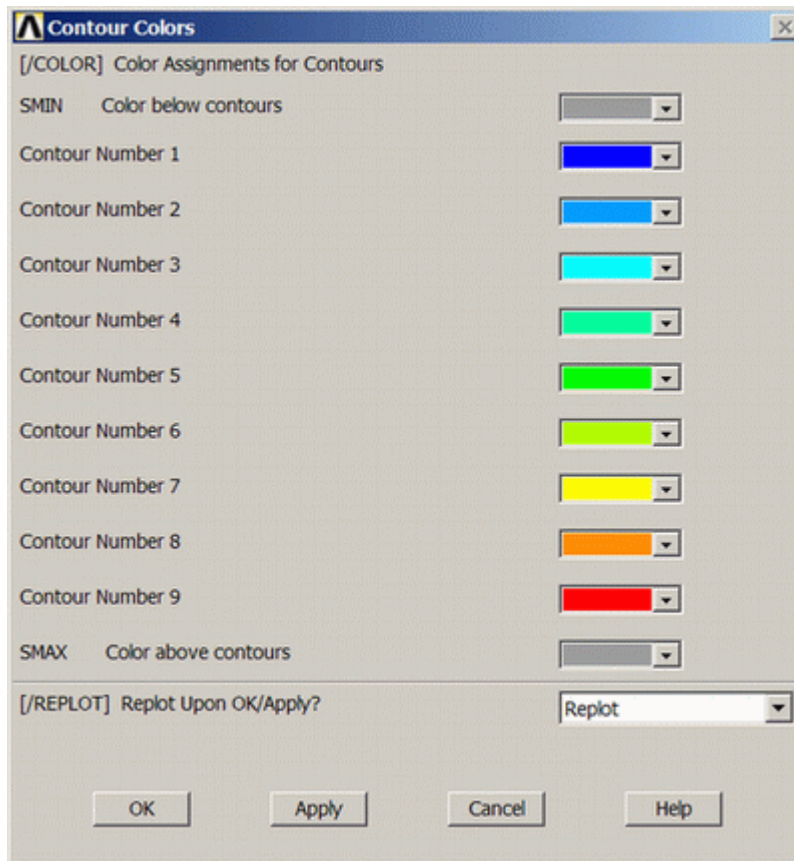 Contour Colors
[/COLOR] Color Assignments for Contours
SMIN Color below contours
Contour Number 1
Contour Number 2
Contour Number 3
Contour Number 4
Contour Number 5
Contour Number 6
Contour Number 7
Contour Number 8
Contour Number 9
SMAX Color above contours
[/REPLOT] Replot Upon OK/Apply? Replot
OK Apply Cancel Help